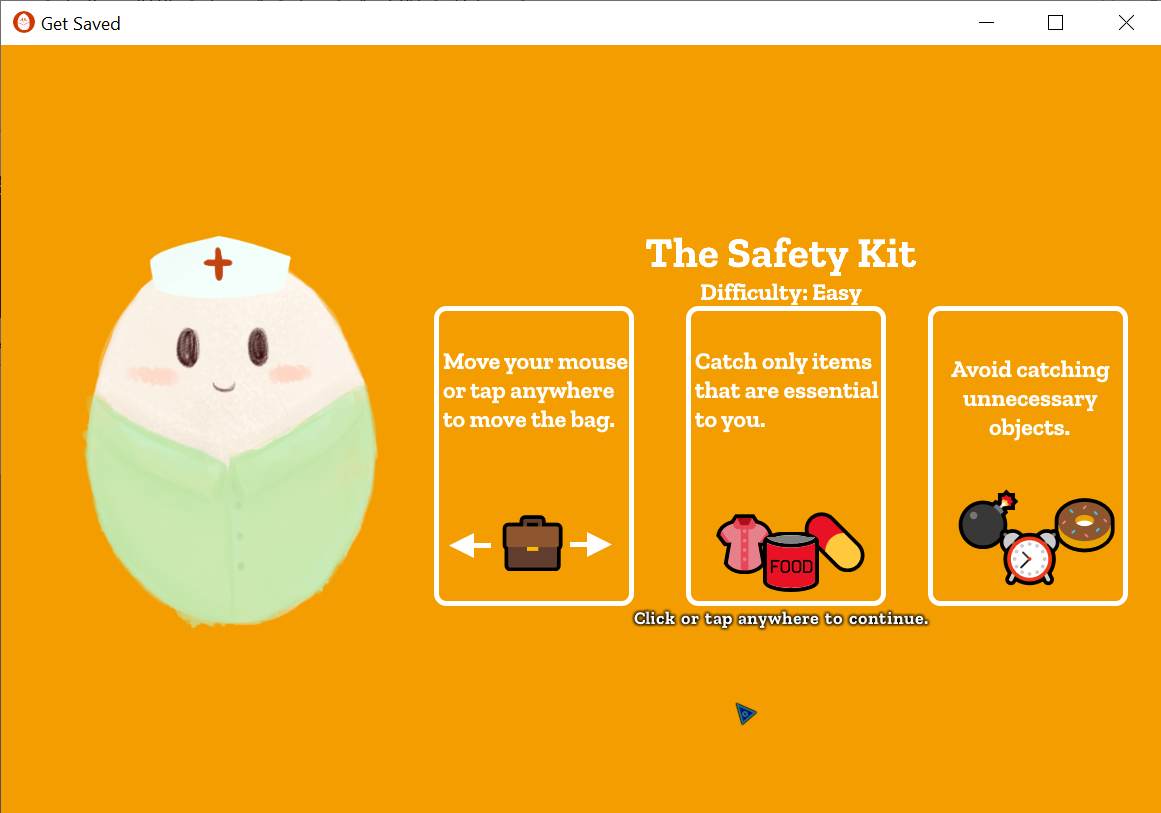 Get Saved
The Safety Kit
Difficulty: Easy
Move your mouse
or tap anywhere
to move the bag.
Catch only items
that are essential
to you.
FOOD
Avoid catching
unnecessary
objects.
Click or tap anywhere to continue.